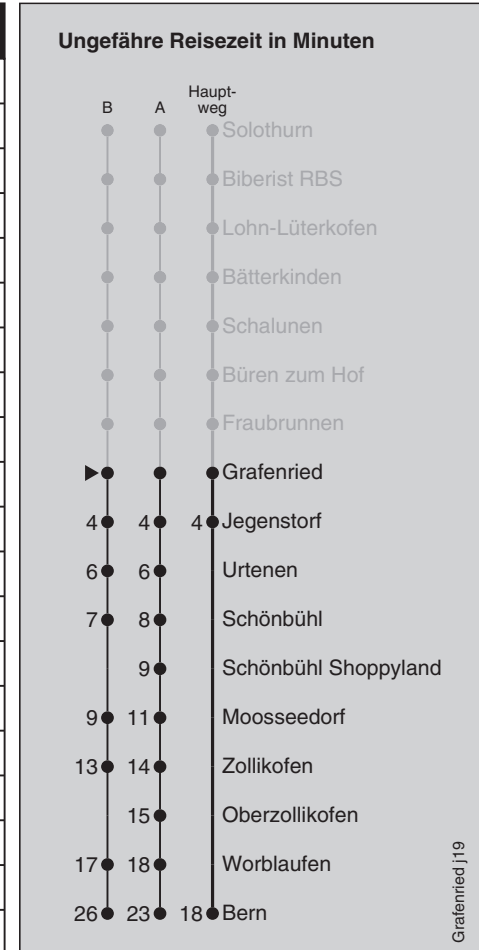 Ungefähre Reisezeit in Minuten
Haupt-
B A weg
Solothurn
Biberist RBS
Lohn-Lüterkofen
Bätterkinden
Schalunen
Büren zum Hof
Fraubrunnen
Grafenried
4 4 4 Jegenstorf
6 6 Urtenen
7 8 Schönbühl
9 Schönbühl Shoppyland
9 11 Moosseedorf
13 14 Zollikofen
15 Oberzollikofen
17 18 Worblaufen
26 23 18 Bern
Grafenried j19